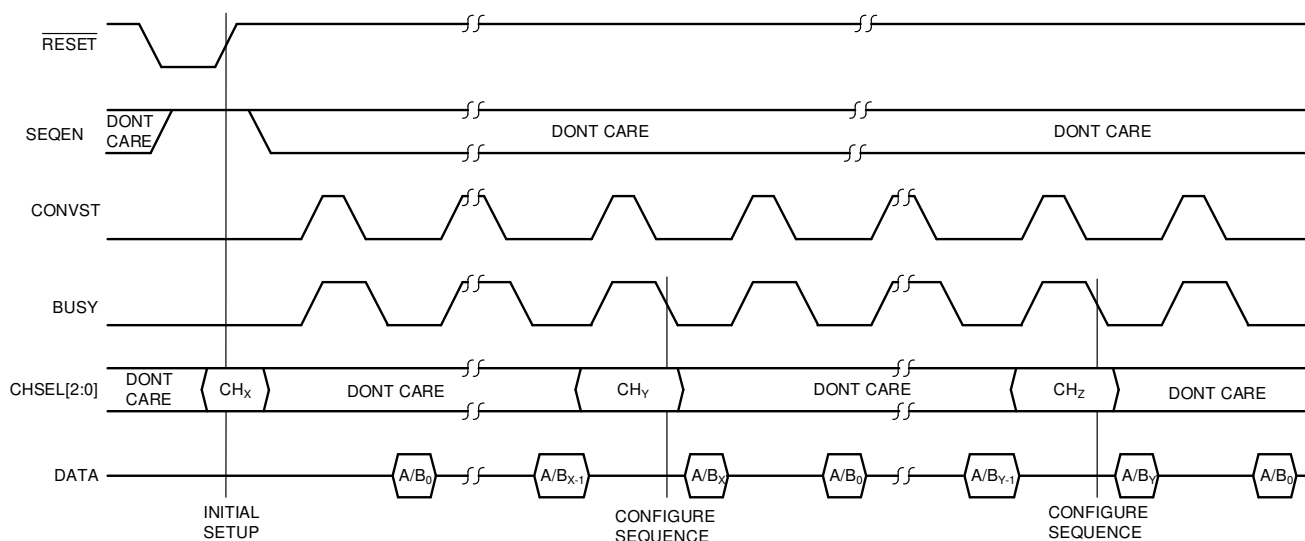 RESET
SEQEN
DONT
CARE
DONT CARE
DONT CARE
CONVST
BUSY
CHSEL[2:0]
DONT
CARE
CHX
DONT CARE
CHY
DONT CARE
CHZ
DONT CARE
DATA
A/B0
A/BX-1
A/BX
A/B0
A/BY-1
A/BY
A/B0
INITIAL
SETUP
CONFIGURE
SEQUENCE
CONFIGURE
SEQUENCE